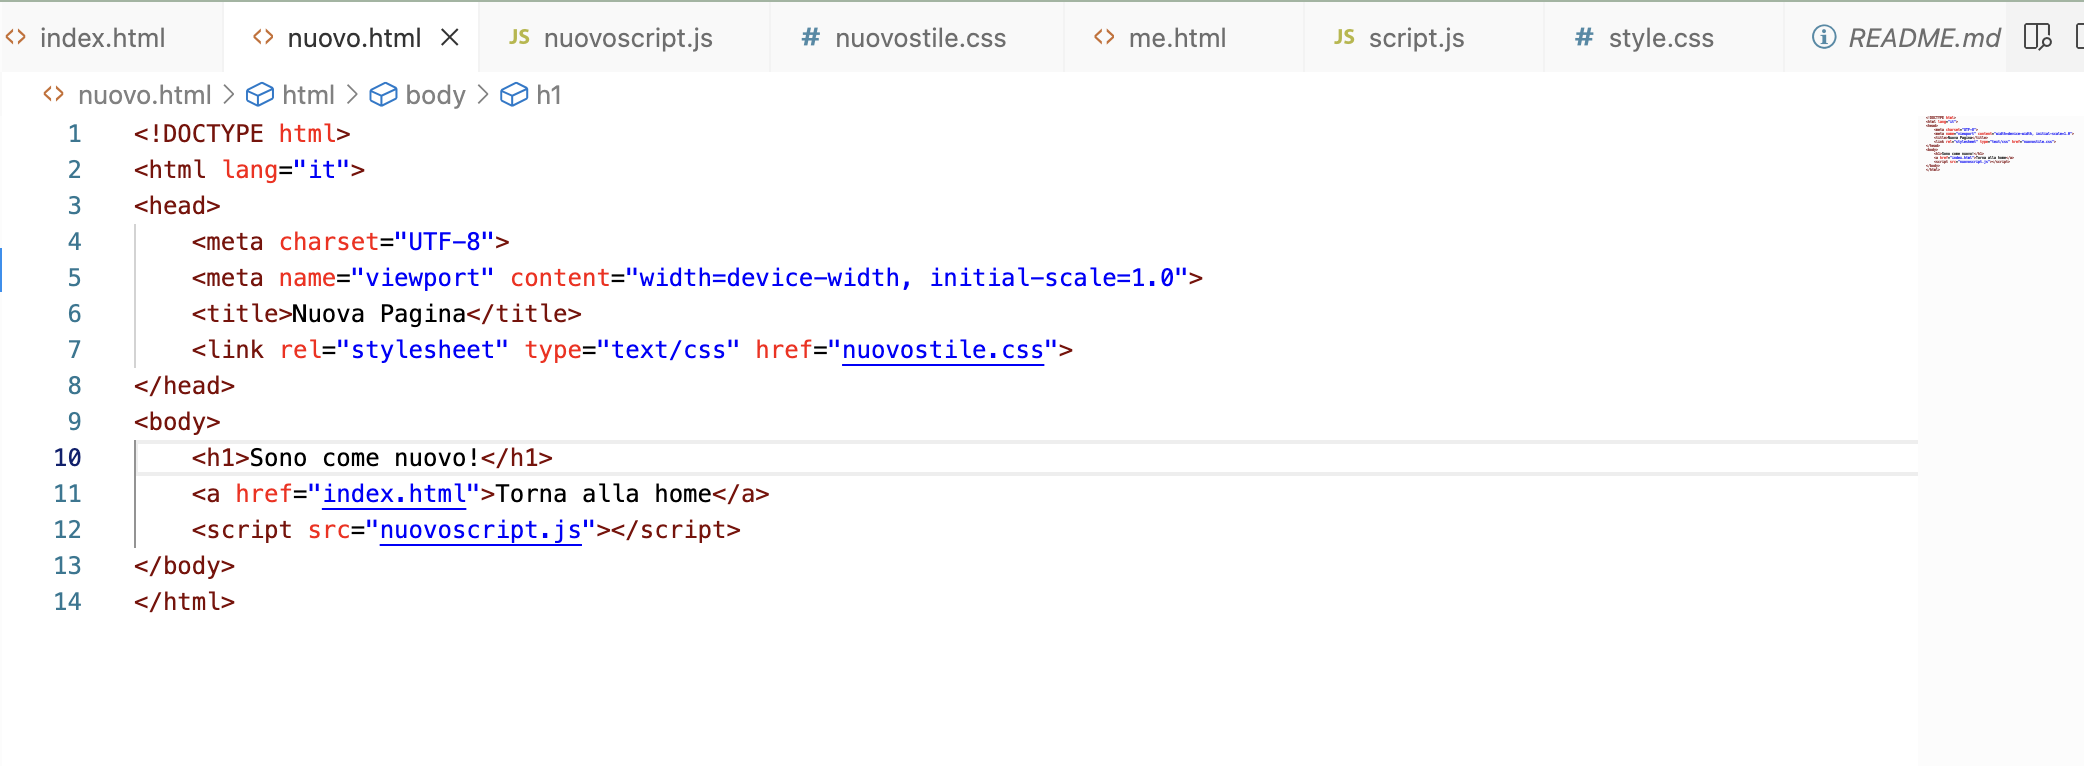 index.html nuovo.html JS nuovoscript.js # nuovostile.css me.html JS script.js # style.css README.md
nuovo.html > html > body > h1
1 <!DOCTYPE html>
2 <html lang="it">
3 <head>
4 <meta charset="UTF-8">
5 <meta name="viewport" content="width=device-width, initial-scale=1.0">
6 <title>Nuova Pagina</title>
7 <link rel="stylesheet" type="text/css" href="nuovostile.css">
8 </head>
9 <body>
10 <h1>Sono come nuovo!</h1>
11 <a href="index.html">Torna alla home</a>
12 <script src="nuovoscript.js"></script>
13 </body>
14 </html>